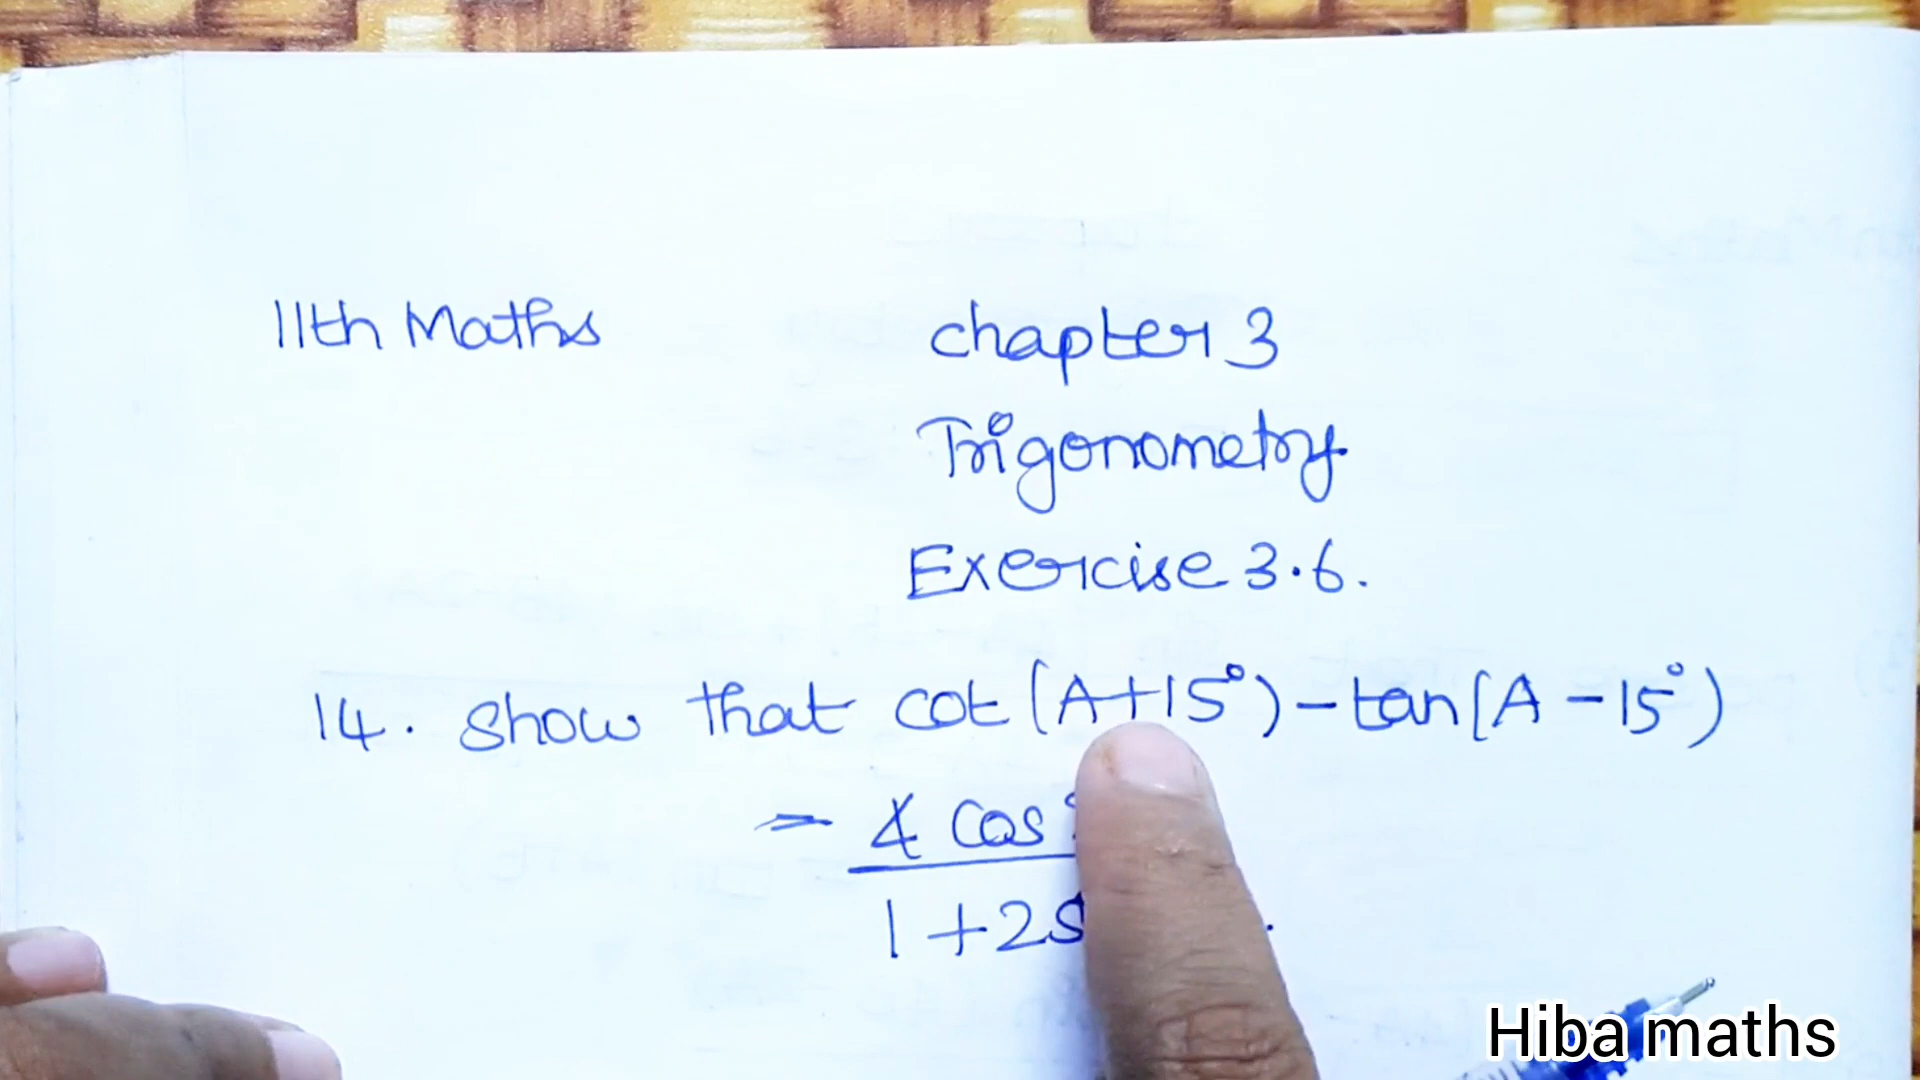 11th Maths chapter 3
Trigonometry
Exercise 3.6.
14. Show that cot (A+15°) - tan (A - 15°)
= 4 cos
1 + 2s
Hiba maths